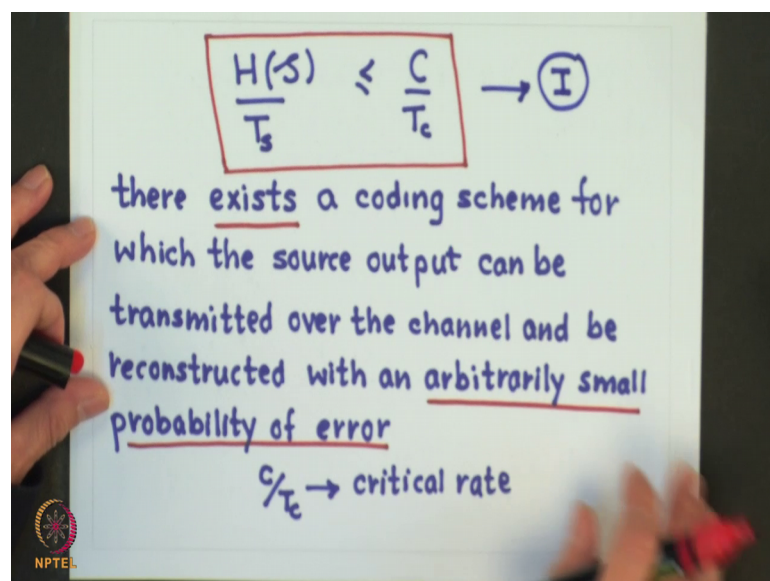 H(S) / Ts ≤ C / Tc → I
there exists a coding scheme for
which the source output can be
transmitted over the channel and be
reconstructed with an arbitrarily small
probability of error
C/Tc → critical rate
NPTEL